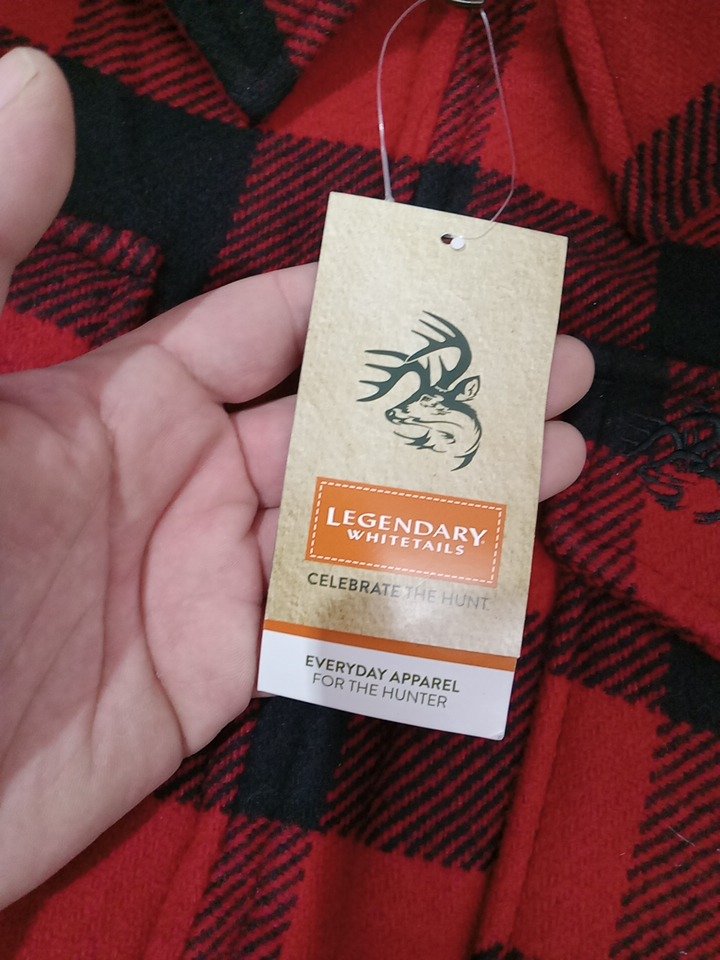 LEGENDARY
WHITETAILS
CELEBRATE THE HUNT
EVERYDAY APPAREL
FOR THE HUNTER